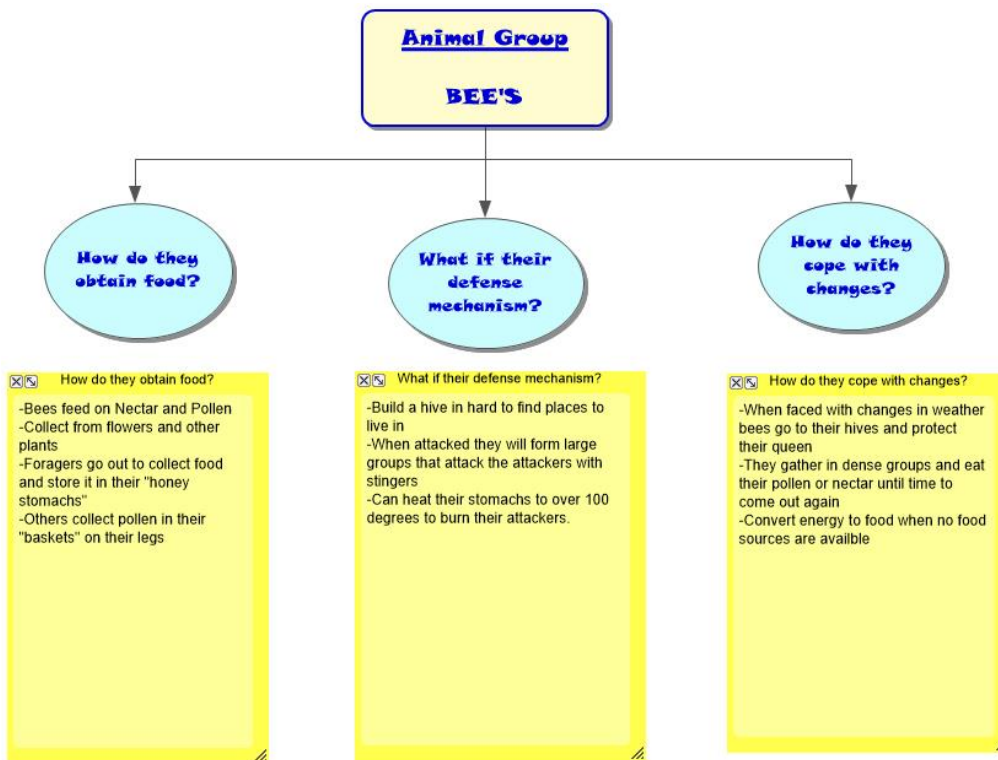 Animal Group
BEE'S
How do they
obtain food?
What if their
defense
mechanism?
How do they
cope with
changes?
How do they obtain food?
-Bees feed on Nectar and Pollen
-Collect from flowers and other
plants
-Foragers go out to collect food
and store it in their "honey
stomachs"
-Others collect pollen in their
"baskets" on their legs
What if their defense mechanism?
-Build a hive in hard to find places to
live in
-When attacked they will form large
groups that attack the attackers with
stingers
-Can heat their stomachs to over 100
degrees to burn their attackers.
How do they cope with changes?
-When faced with changes in weather
bees go to their hives and protect
their queen
-They gather in dense groups and eat
their pollen or nectar until time to
come out again
-Convert energy to food when no food
sources are availble